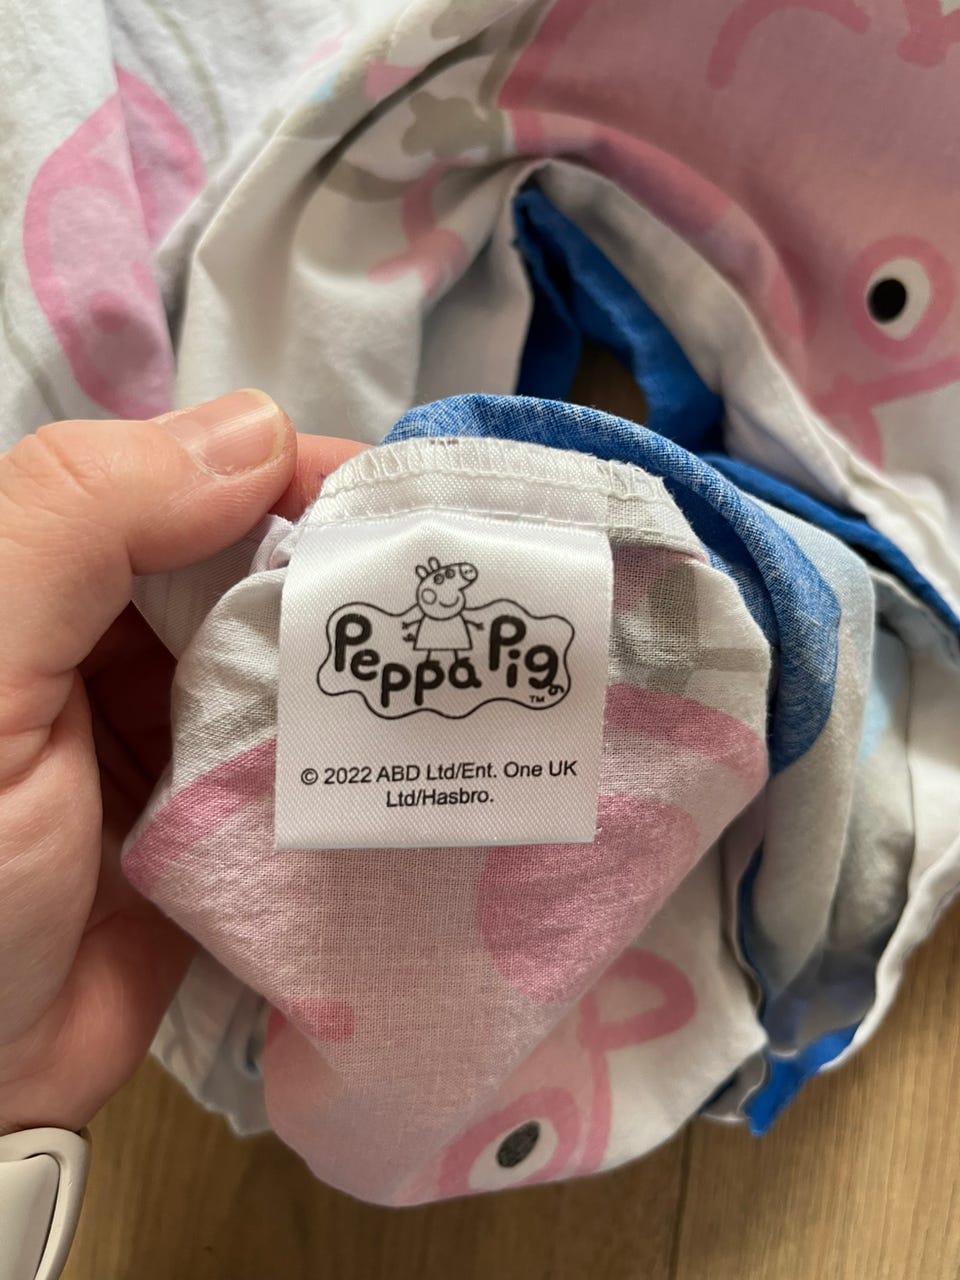 Peppa Pig
TM
© 2022 ABD Ltd/Ent. One UK
Ltd/Hasbro.